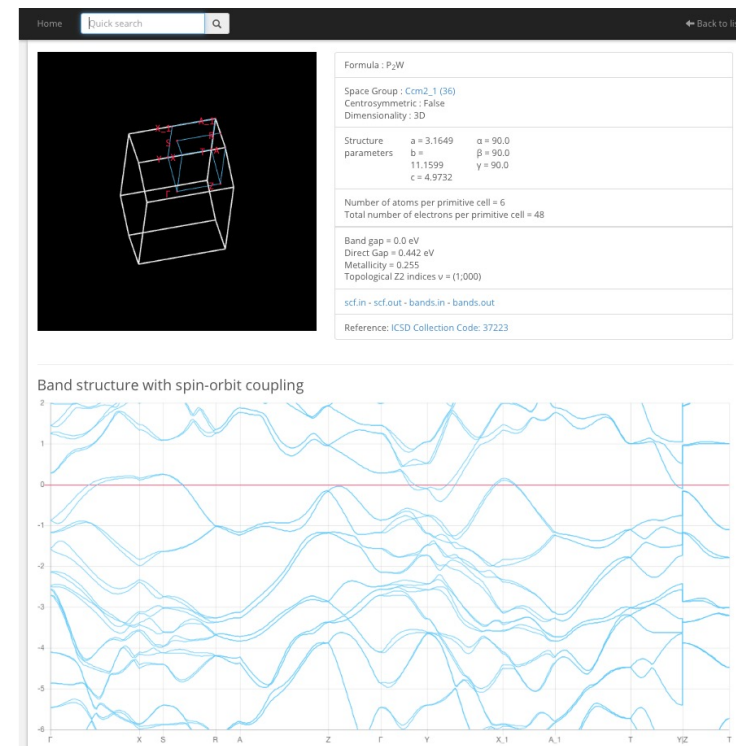 Home Quick search Back to lis
Formula : P2W
Space Group : Ccm2_1 (36)
Centrosymmetric : False
Dimensionality : 3D
Structure a = 3.1649 α = 90.0
parameters b = β = 90.0
11.1599 γ = 90.0
c = 4.9732
Number of atoms per primitive cell = 6
Total number of electrons per primitive cell = 48
Band gap = 0.0 eV
Direct Gap = 0.442 eV
Metallicity = 0.255
Topological Z2 indices ν = (1;000)
scf.in - scf.out - bands.in - bands.out
Reference: ICSD Collection Code: 37223
Band structure with spin-orbit coupling
2
1
0
-1
-2
-3
-4
-5
-6
Γ X S R A Z Γ Y X_1 A_1 T Y|Z T